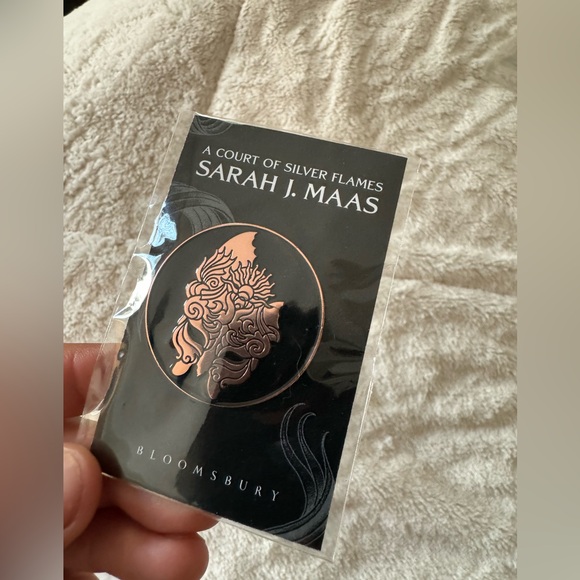 A COURT OF SILVER FLAMES
SARAH J. MAAS
BLOOMSBURY